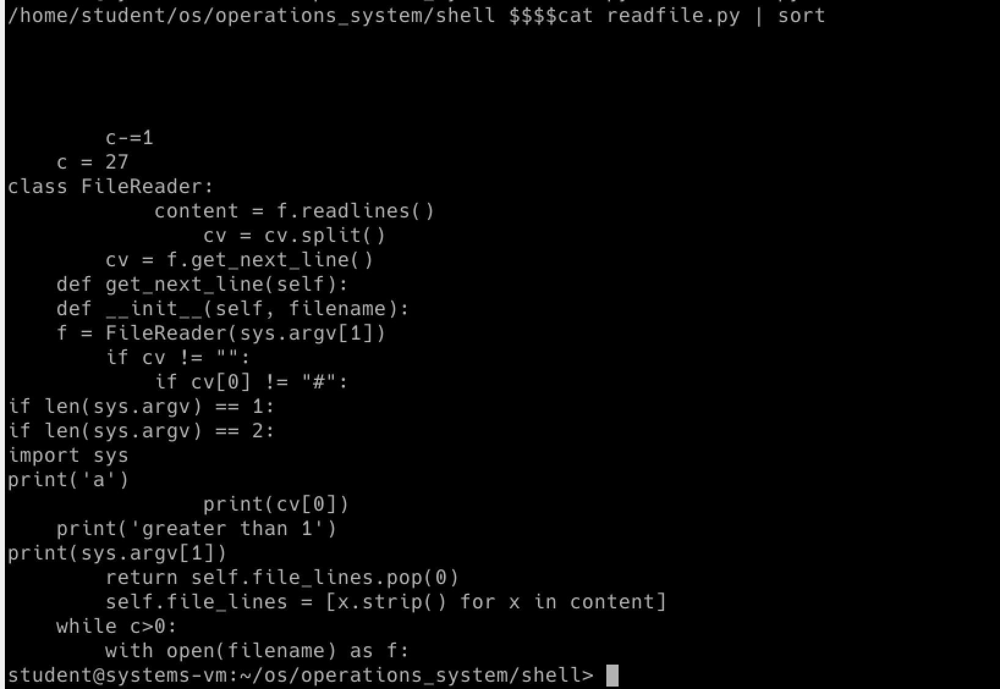 /home/student/os/operations_system/shell $$$$cat readfile.py | sort
        c-=1
    c = 27
class FileReader:
            content = f.readlines()
                cv = cv.split()
        cv = f.get_next_line()
    def get_next_line(self):
    def __init__(self, filename):
    f = FileReader(sys.argv[1])
        if cv != "":
            if cv[0] != "#":
if len(sys.argv) == 1:
if len(sys.argv) == 2:
import sys
print('a')
                print(cv[0])
    print('greater than 1')
print(sys.argv[1])
        return self.file_lines.pop(0)
        self.file_lines = [x.strip() for x in content]
    while c>0:
        with open(filename) as f:
student@systems-vm:~/os/operations_system/shell>